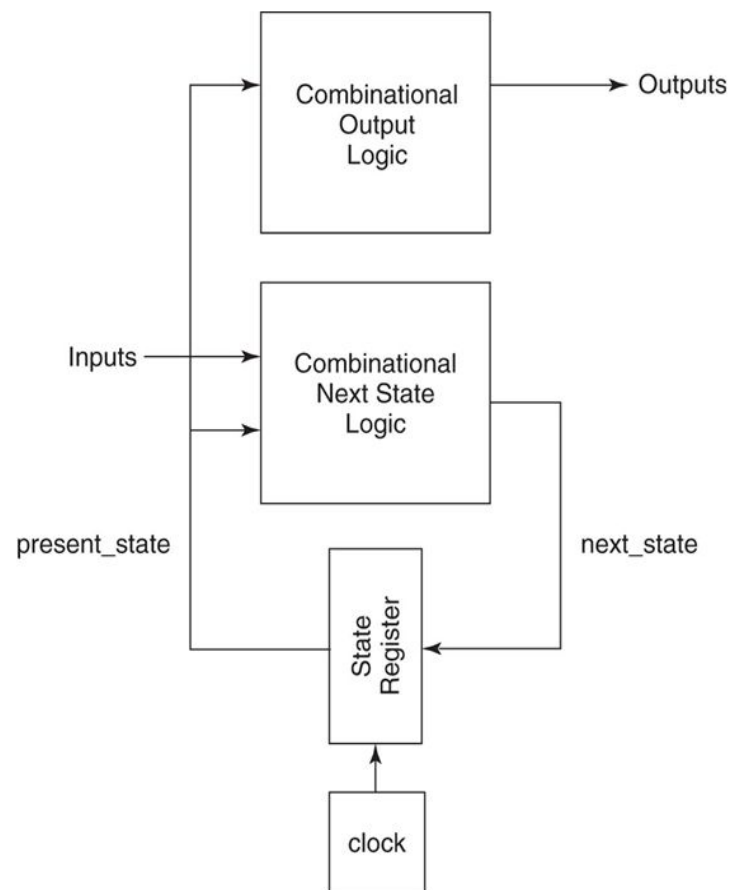 Combinational
Output
Logic
Outputs
Inputs
Combinational
Next State
Logic
present_state
next_state
State
Register
clock